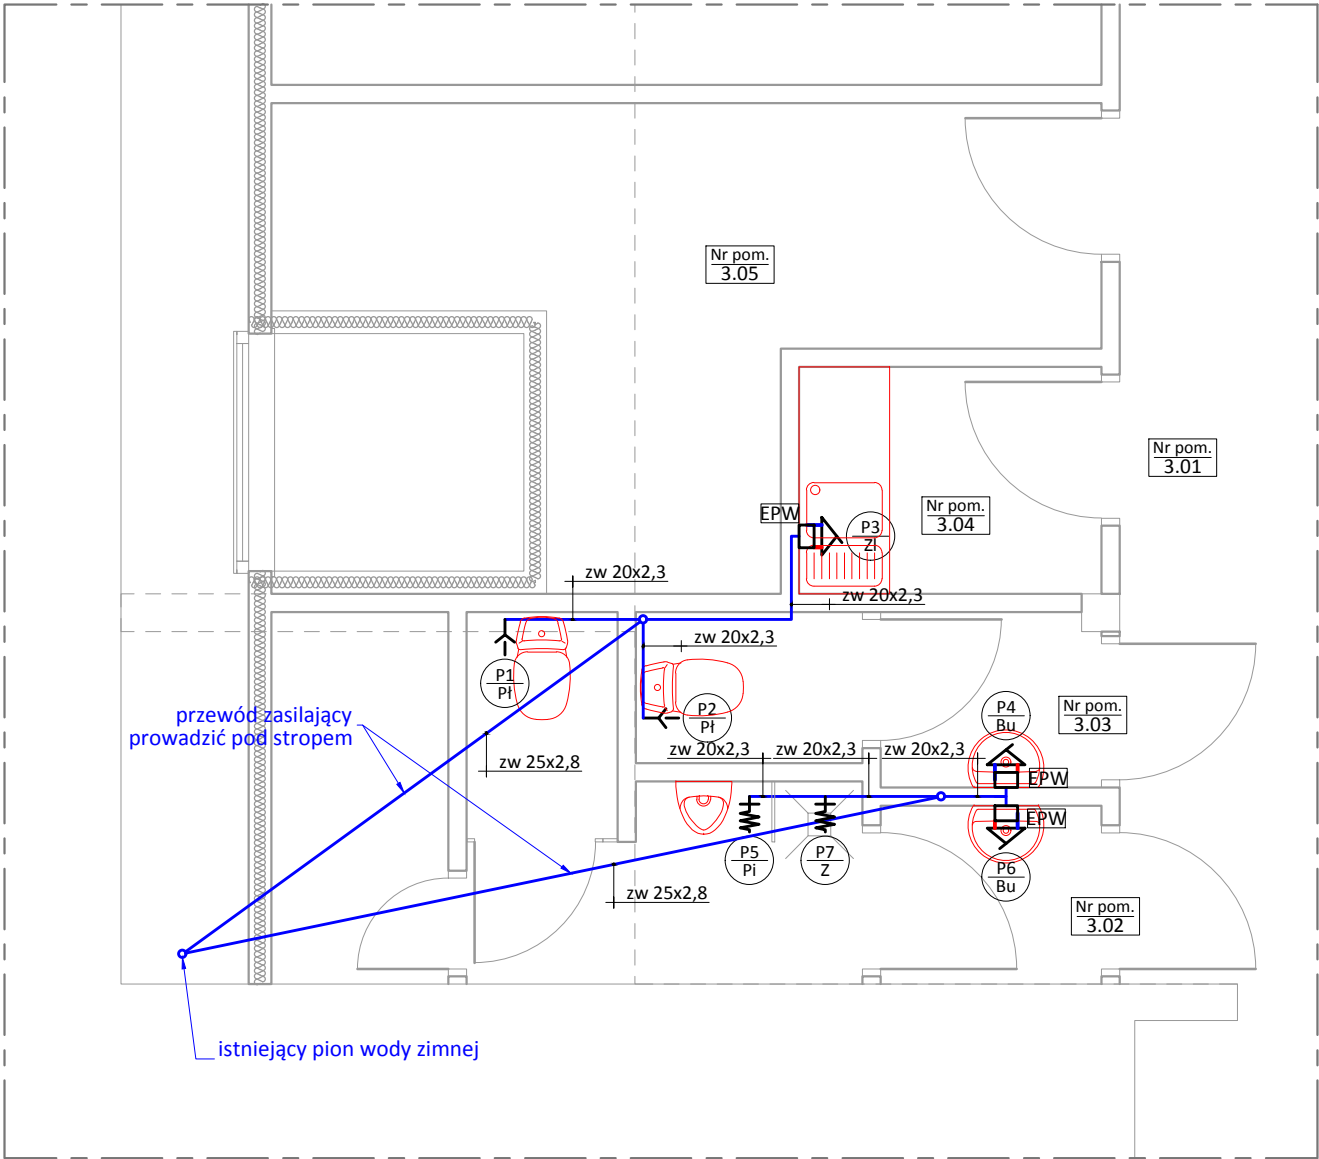 Nr pom.
3.05
Nr pom.
3.01
Nr pom.
3.04
EPW
P3
Zl
zw 20x2,3
zw 20x2,3
zw 20x2,3
P1
Pł
P2
Pł
P4
Bu
Nr pom.
3.03
przewód zasilający
prowadzić pod stropem
zw 25x2,8
zw 20x2,3
zw 20x2,3
zw 20x2,3
EPW
EPW
P5
Pi
P7
Z
P6
Bu
zw 25x2,8
Nr pom.
3.02
istniejący pion wody zimnej